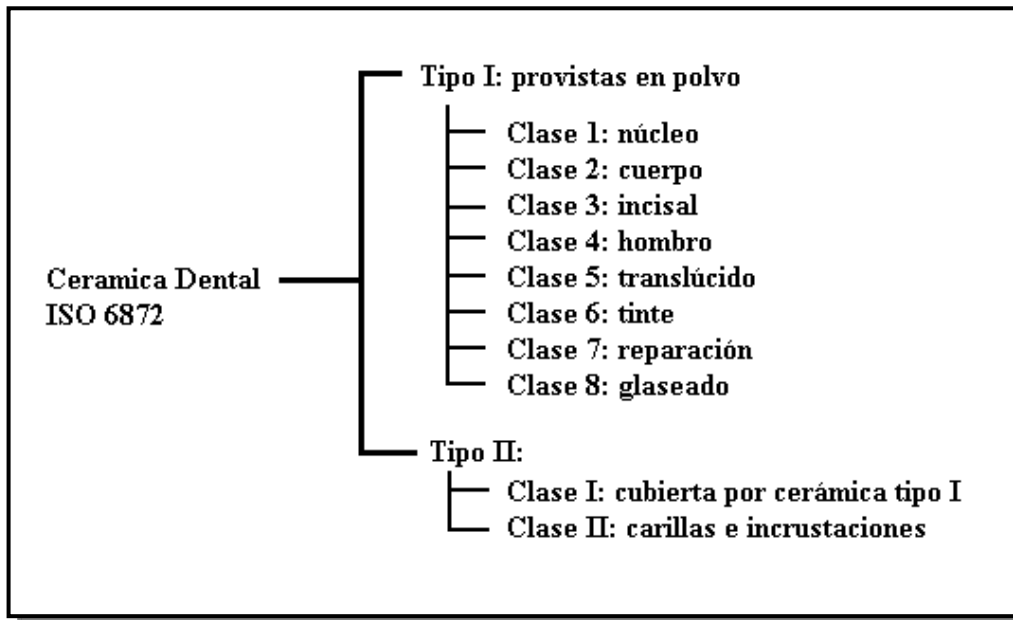 Tipo I: provistas en polvo
Clase 1: núcleo
Clase 2: cuerpo
Clase 3: incisal
Clase 4: hombro
Clase 5: translúcido
Clase 6: tinte
Clase 7: reparación
Clase 8: glaseado
Ceramica Dental
ISO 6872
Tipo II:
Clase I: cubierta por cerámica tipo I
Clase II: carillas e incrustaciones